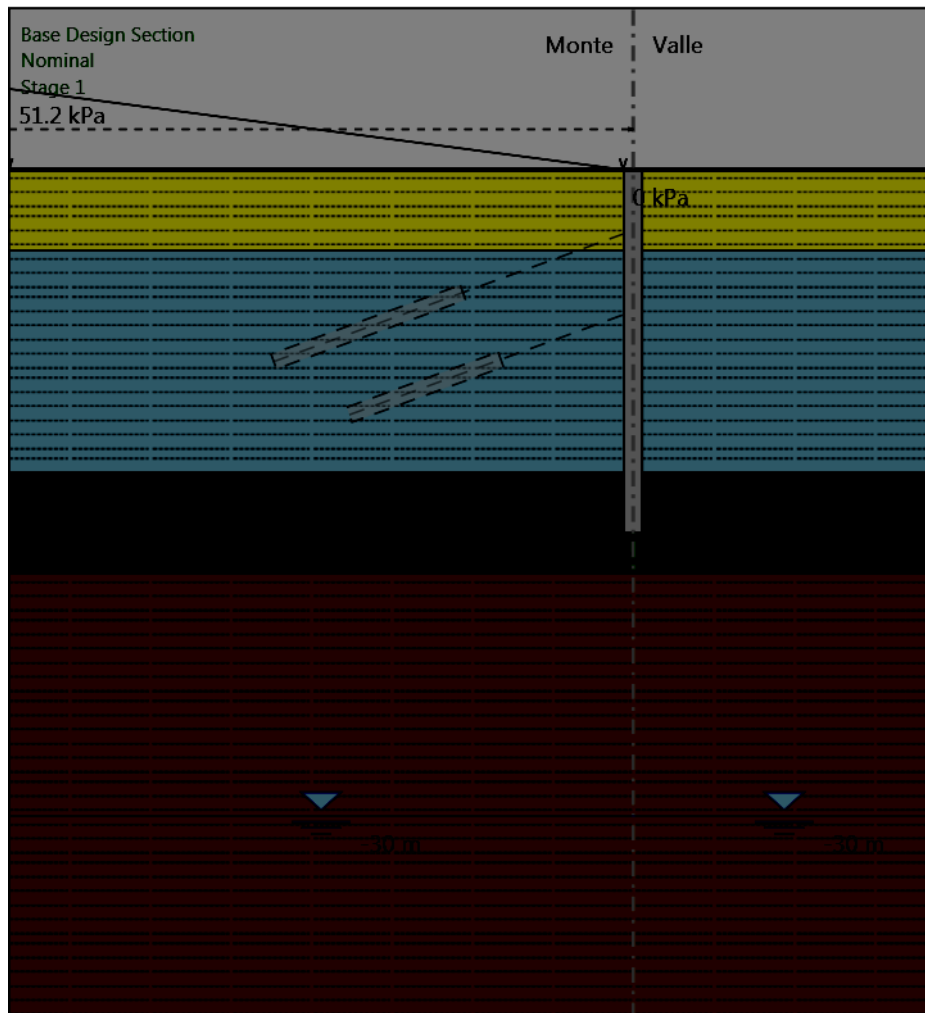 Base Design Section
Nominal
Stage 1
51.2 kPa
Monte
Valle
0 kPa
-30 m
-30 m